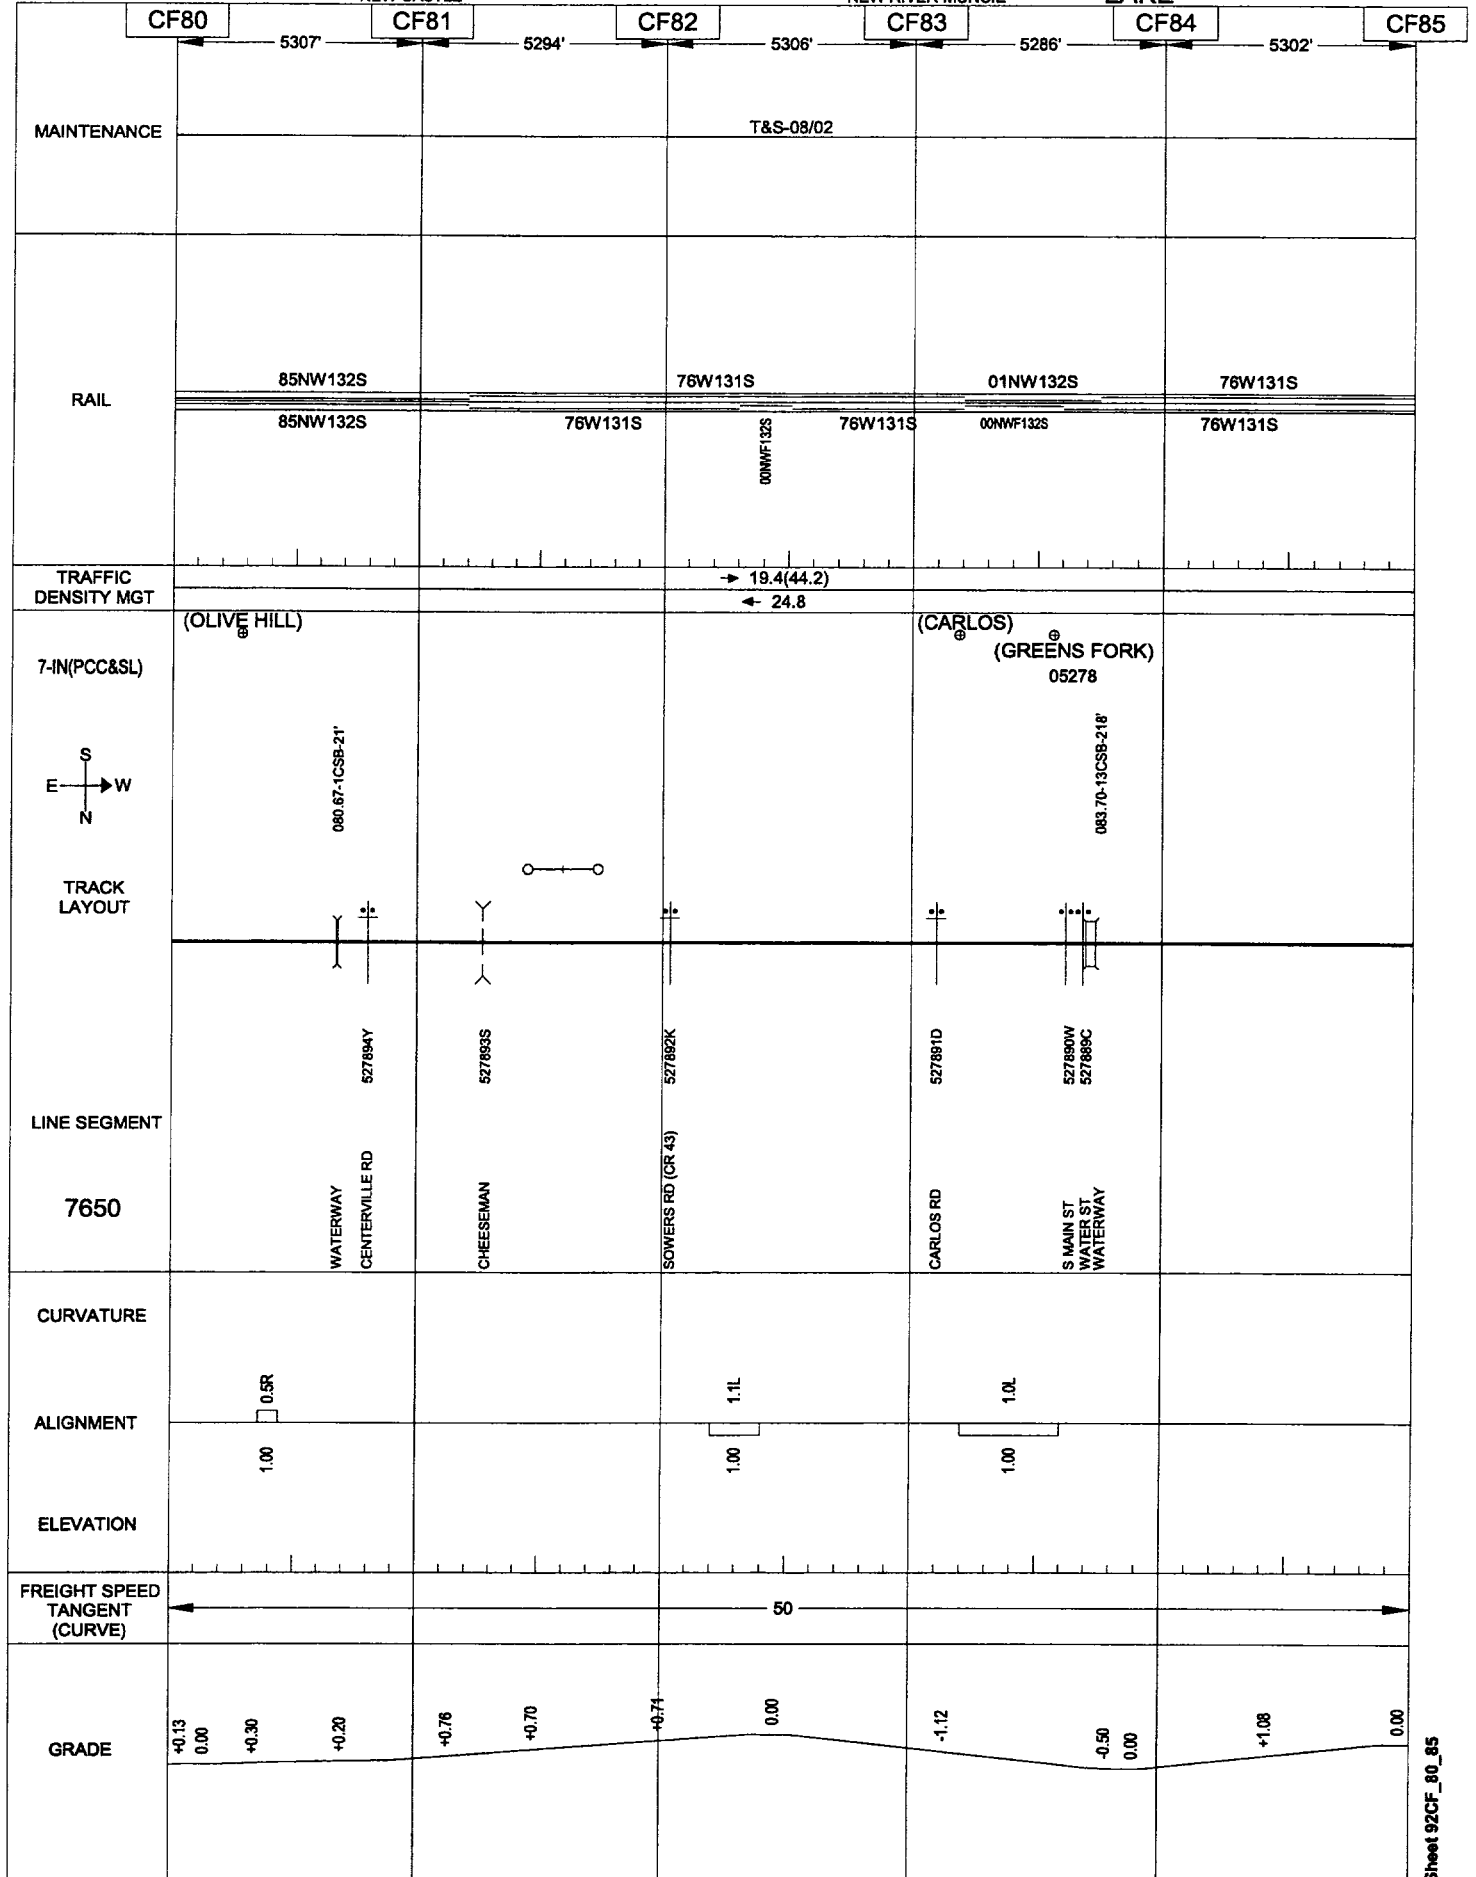 CF80 CF81 CF82 CF83 CF84 CF85
5307' 5294' 5306' 5286' 5302'
MAINTENANCE
T&S-08/02
RAIL
85NW132S 76W131S 01NW132S 76W131S
85NW132S 76W131S 00NWF132S 76W131S 00NWF132S 76W131S
TRAFFIC
DENSITY MGT
→ 19.4(44.2)
← 24.8
(OLIVE HILL) (CARLOS)
(GREENS FORK)
05278
7-IN(PCC&SL)
S
E W
N
080.67-1CSB-21'
083.70-13CSB-218'
TRACK
LAYOUT
527894Y
527893S
527892K
527891D
527890W
527889C
LINE SEGMENT
7650
WATERWAY
CENTERVILLE RD
CHEESEMAN
SOWERS RD (CR 43)
CARLOS RD
S MAIN ST
WATER ST
WATERWAY
CURVATURE
0.5R 1.1L 1.0L
ALIGNMENT
1.00 1.00 1.00
ELEVATION
FREIGHT SPEED
TANGENT
(CURVE)
50
GRADE
+0.13 0.00 +0.30 +0.20 +0.76 +0.70 +0.71 0.00 -1.12 -0.50 0.00 +1.08 0.00
Sheet 92CF_80_85